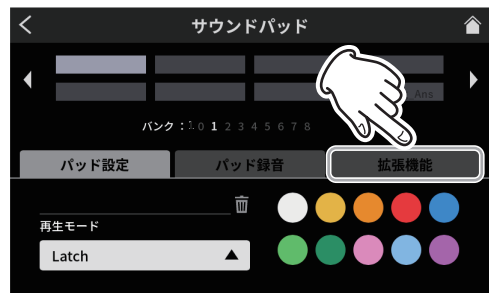 サウンドパッド
Ans
バンク : 1 0 1 2 3 4 5 6 7 8
パッド設定 パッド録音 拡張機能
再生モード
Latch